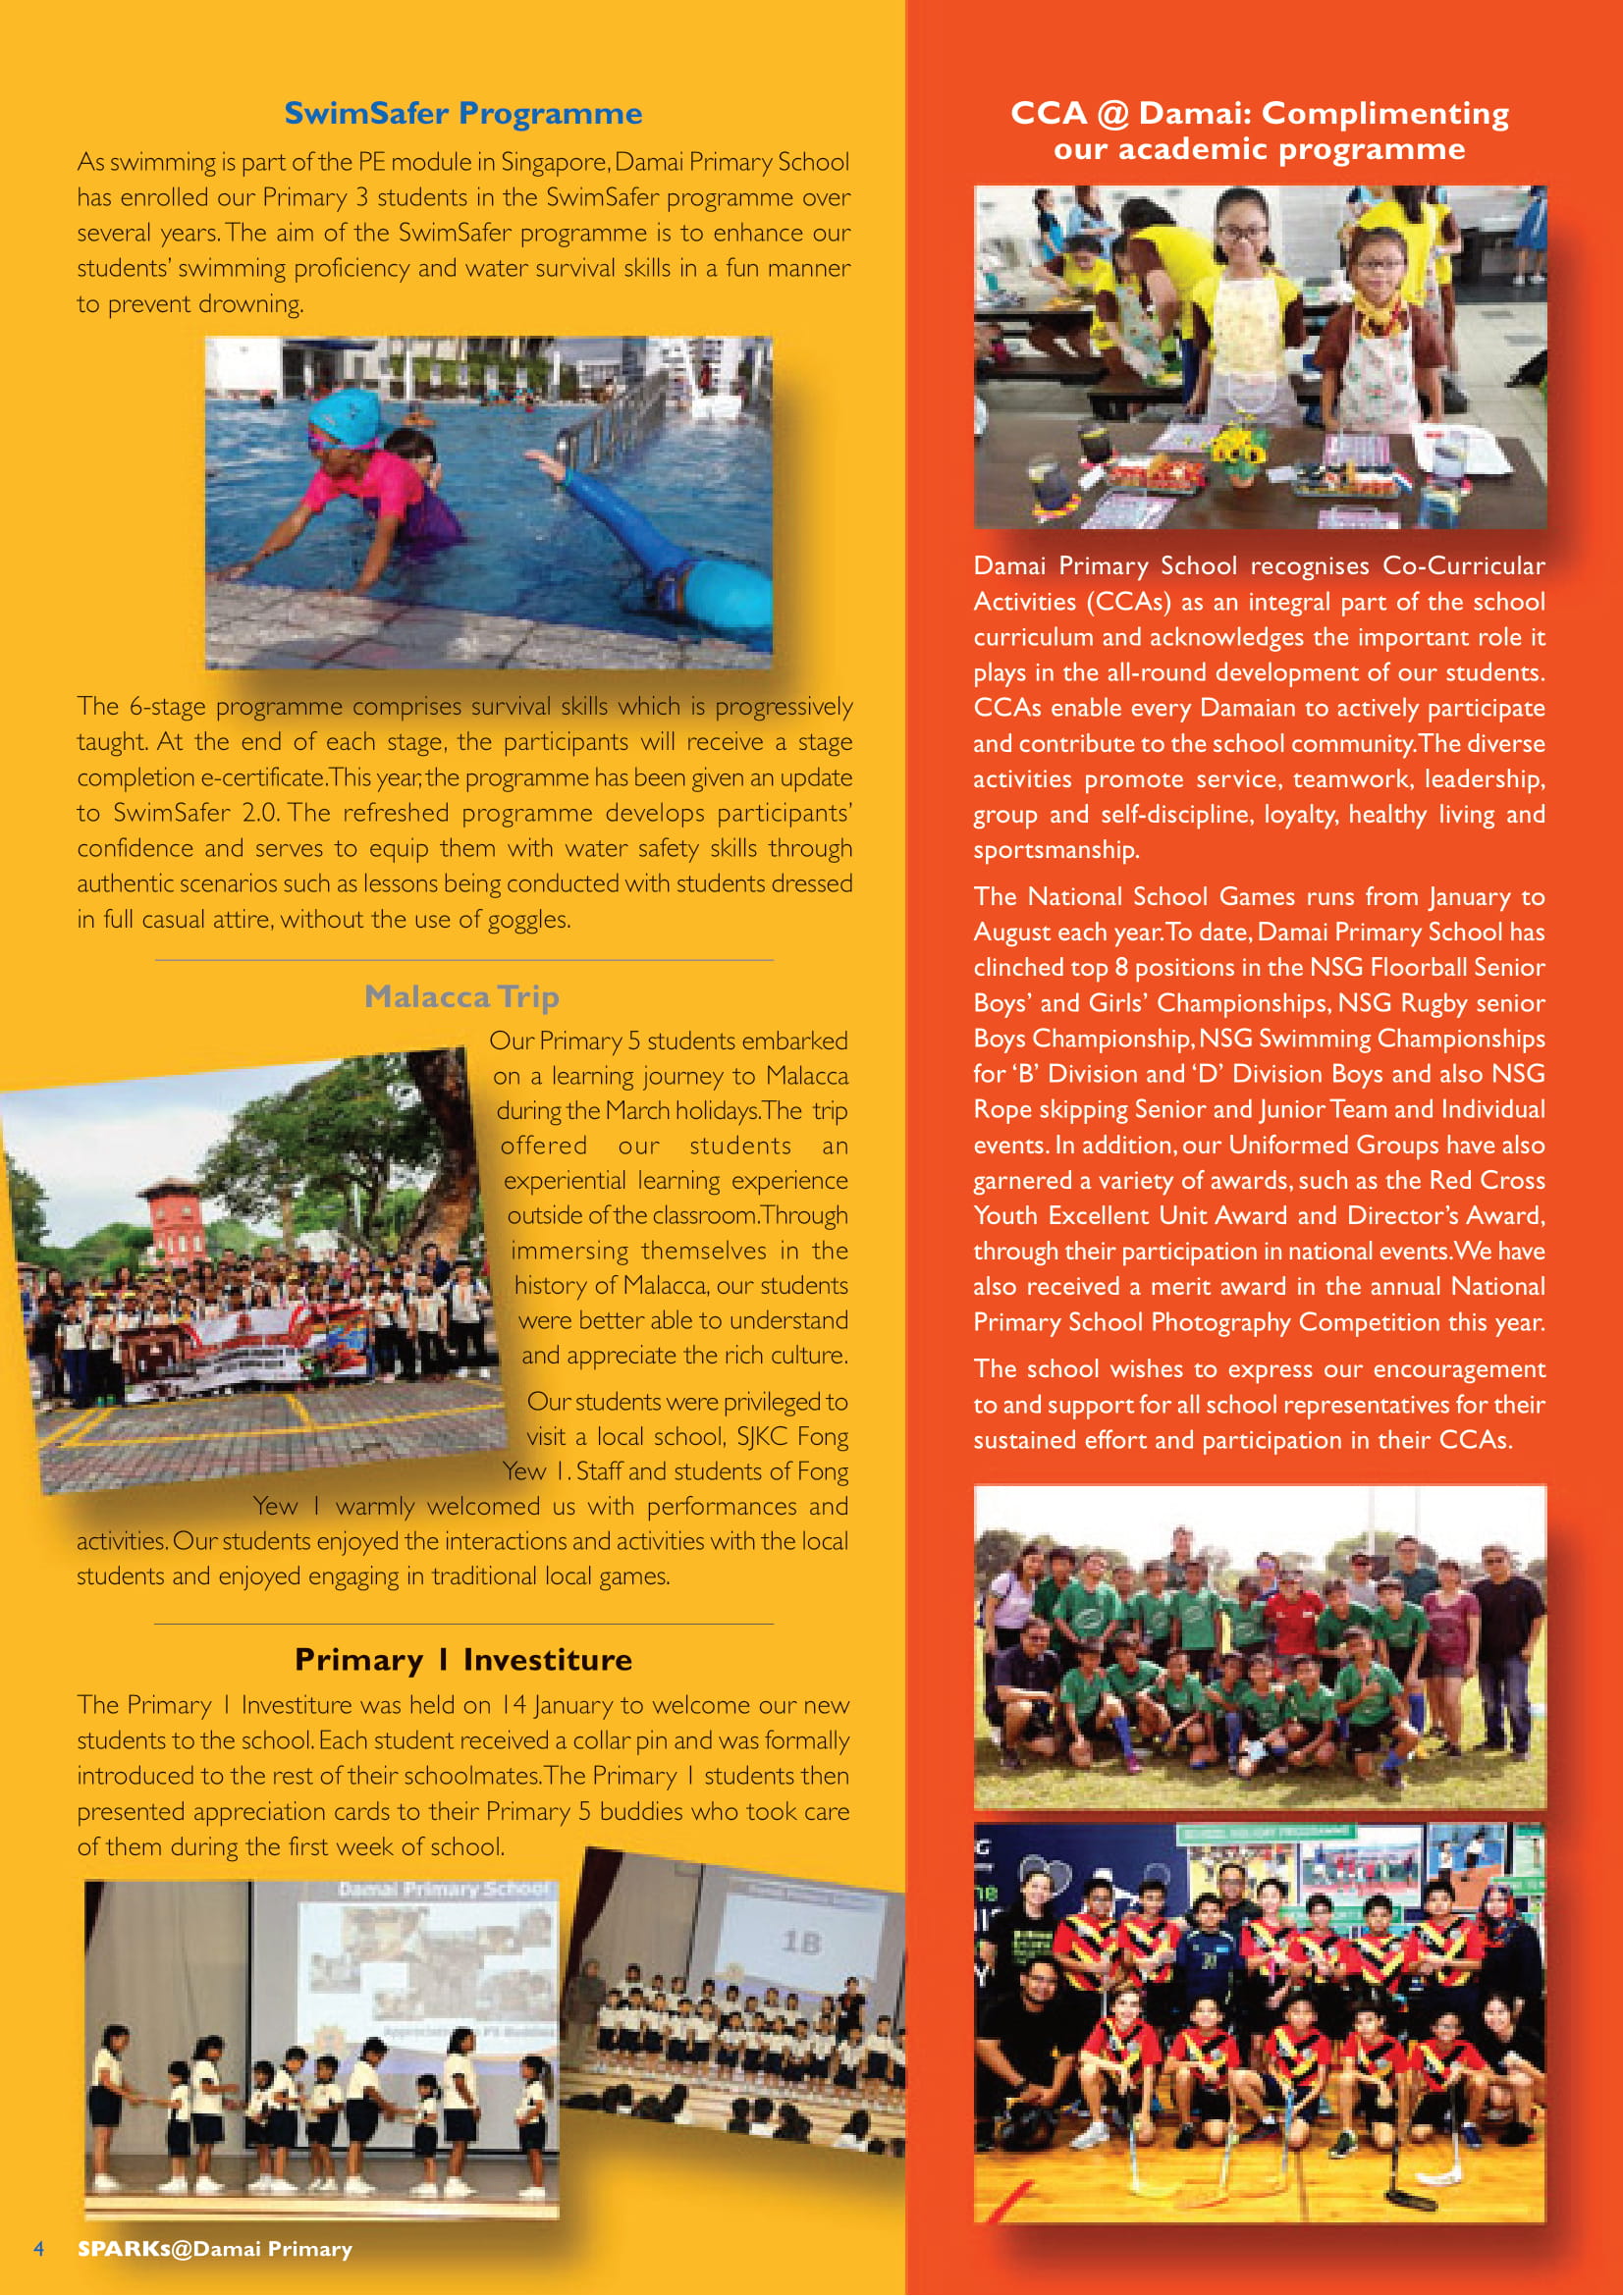 SwimSafer Programme
As swimming is part of the PE module in Singapore, Damai Primary School
has enrolled our Primary 3 students in the SwimSafer programme over
several years. The aim of the SwimSafer programme is to enhance our
students’ swimming proficiency and water survival skills in a fun manner
to prevent drowning.
The 6-stage programme comprises survival skills which is progressively
taught. At the end of each stage, the participants will receive a stage
completion e-certificate. This year, the programme has been given an update
to SwimSafer 2.0. The refreshed programme develops participants’
confidence and serves to equip them with water safety skills through
authentic scenarios such as lessons being conducted with students dressed
in full casual attire, without the use of goggles.
Malacca Trip
Our Primary 5 students embarked
on a learning journey to Malacca
during the March holidays. The trip
offered our students an
experiential learning experience
outside of the classroom. Through
immersing themselves in the
history of Malacca, our students
were better able to understand
and appreciate the rich culture.
Our students were privileged to
visit a local school, SJKC Fong
Yew 1. Staff and students of Fong
Yew 1 warmly welcomed us with performances and
activities. Our students enjoyed the interactions and activities with the local
students and enjoyed engaging in traditional local games.
Primary 1 Investiture
The Primary 1 Investiture was held on 14 January to welcome our new
students to the school. Each student received a collar pin and was formally
introduced to the rest of their schoolmates. The Primary 1 students then
presented appreciation cards to their Primary 5 buddies who took care
of them during the first week of school.
Damai Primary School
1B
4 SPARKs@Damai Primary
CCA @ Damai: Complimenting
our academic programme
Damai Primary School recognises Co-Curricular
Activities (CCAs) as an integral part of the school
curriculum and acknowledges the important role it
plays in the all-round development of our students.
CCAs enable every Damaian to actively participate
and contribute to the school community. The diverse
activities promote service, teamwork, leadership,
group and self-discipline, loyalty, healthy living and
sportsmanship.
The National School Games runs from January to
August each year. To date, Damai Primary School has
clinched top 8 positions in the NSG Floorball Senior
Boys’ and Girls’ Championships, NSG Rugby senior
Boys Championship, NSG Swimming Championships
for ‘B’ Division and ‘D’ Division Boys and also NSG
Rope skipping Senior and Junior Team and Individual
events. In addition, our Uniformed Groups have also
garnered a variety of awards, such as the Red Cross
Youth Excellent Unit Award and Director’s Award,
through their participation in national events. We have
also received a merit award in the annual National
Primary School Photography Competition this year.
The school wishes to express our encouragement
to and support for all school representatives for their
sustained effort and participation in their CCAs.